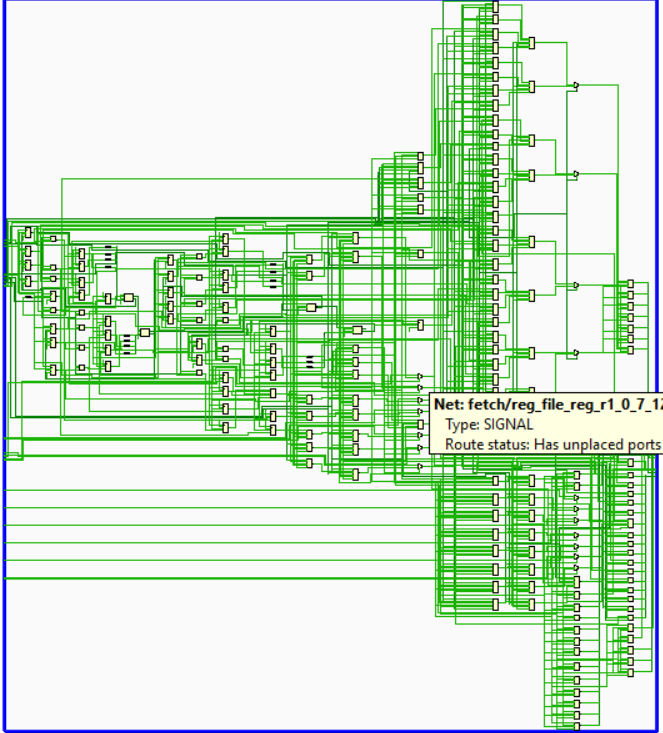 Net: fetch/reg_file_reg_r1_0_7_12
Type: SIGNAL
Route status: Has unplaced ports